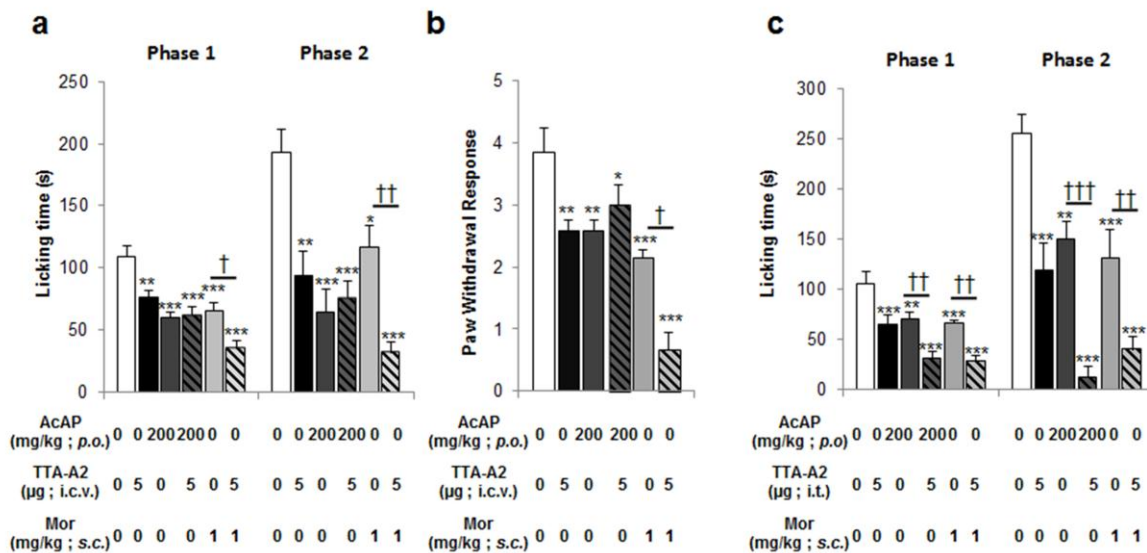 a
Phase 1
Phase 2
Licking time (s)
250
200
150
100
50
0
**
***
***
***
†
***
**
***
***
*
††
***
AcAP
(mg/kg ; p.o.)
0 0 200 200 0 0
0 0 200 200 0 0
TTA-A2
(µg ; i.c.v.)
0 5 0 5 0 5
0 5 0 5 0 5
Mor
(mg/kg ; s.c.)
0 0 0 0 1 1
0 0 0 0 1 1
b
Paw Withdrawal Response
5
4
3
2
1
0
**
**
*
***
†
***
AcAP
(mg/kg ; p.o.)
0 0 200 200 0 0
TTA-A2
(µg ; i.c.v.)
0 5 0 5 0 5
Mor
(mg/kg ; s.c.)
0 0 0 0 1 1
c
Phase 1
Phase 2
Licking time (s)
300
250
200
150
100
50
0
***
††
**
***
††
***
***
***
†††
**
***
††
***
***
AcAP
(mg/kg ; p.o)
0 0 200 200 0 0
0 0 200 200 0 0
TTA-A2
(µg ; i.t.)
0 5 0 5 0 5
0 5 0 5 0 5
Mor
(mg/kg ; s.c.)
0 0 0 0 1 1
0 0 0 0 1 1